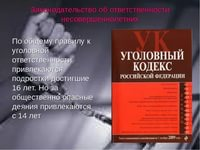 Законодательство об ответственности
несовершеннолетних
По общему правилу к
уголовной
ответственности
привлекаются
подростки достигшие
16 лет. Но за
общественно опасные
деяния привлекаются
с 14 лет
УК
УГОЛОВНЫЙ
КОДЕКС
РОССИЙСКОЙ ФЕДЕРАЦИИ